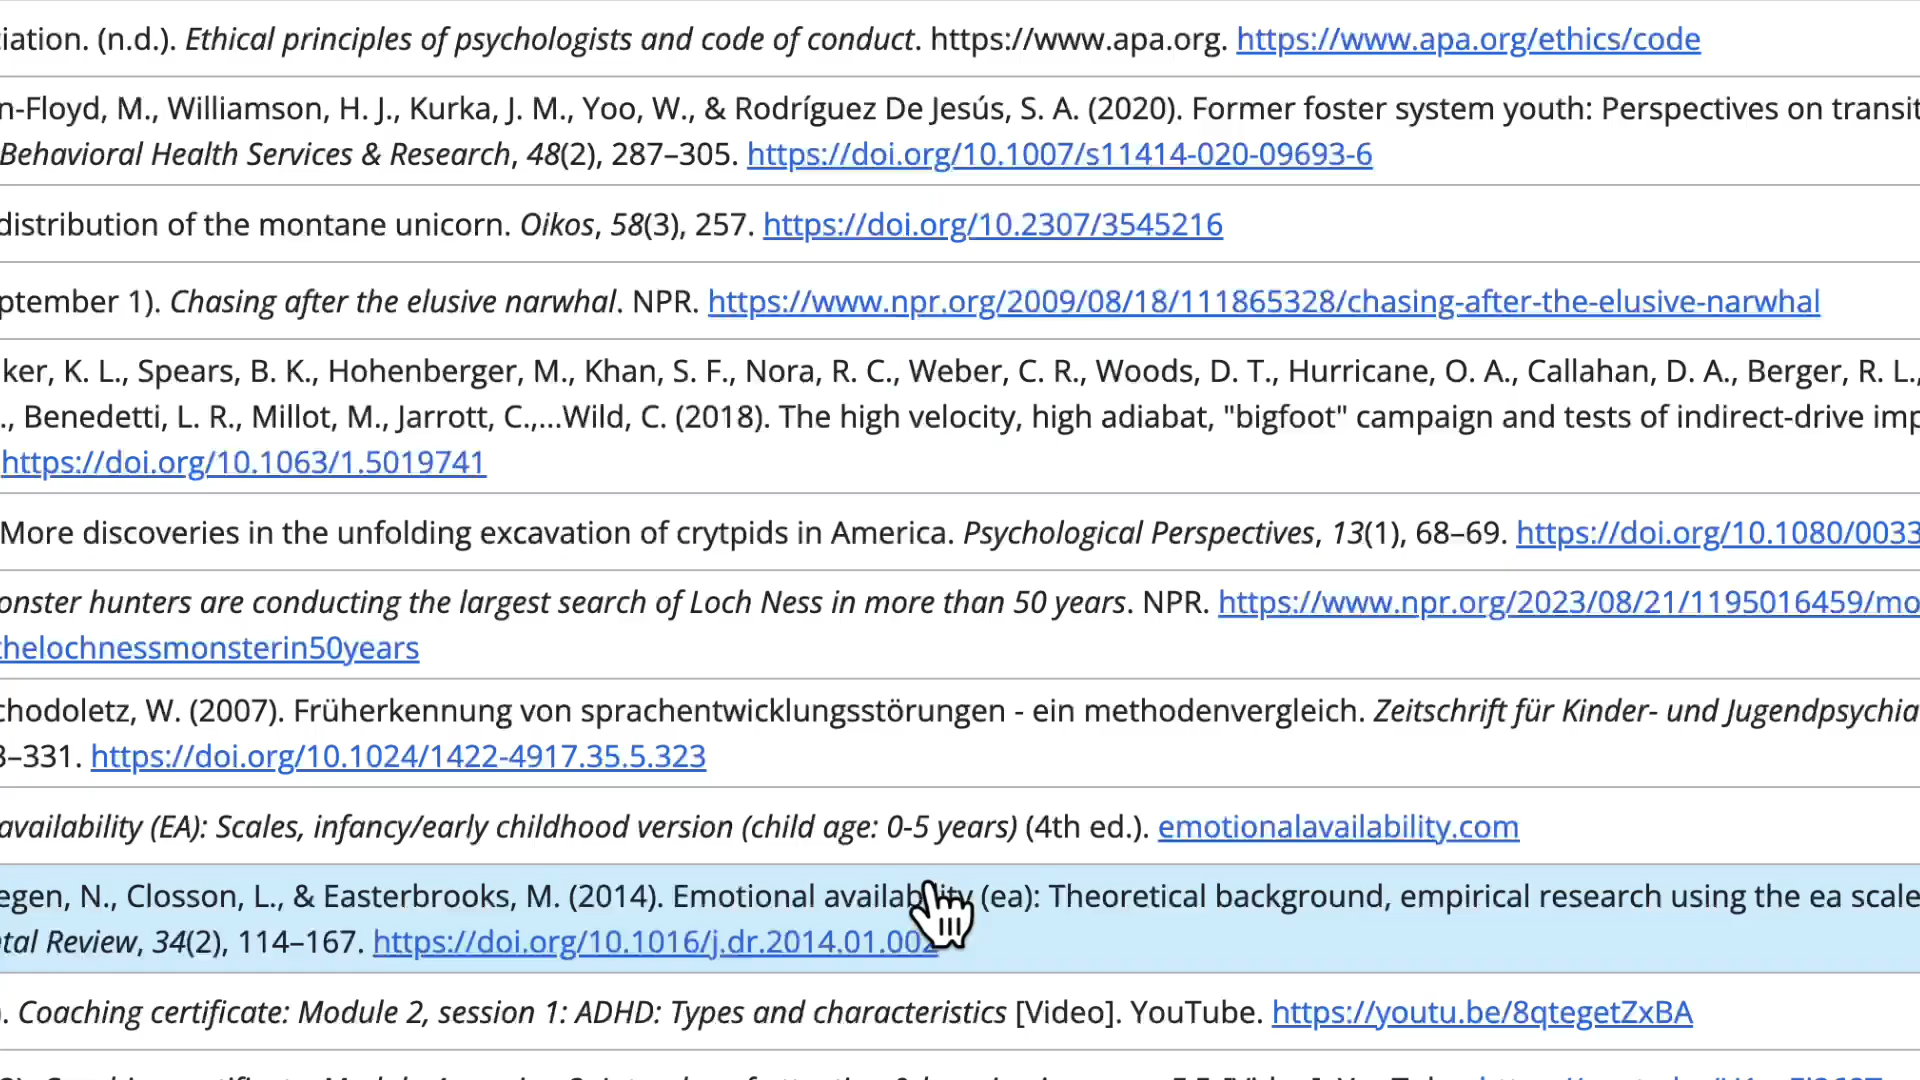 iation. (n.d.). Ethical principles of psychologists and code of conduct. https://www.apa.org. https://www.apa.org/ethics/code
n-Floyd, M., Williamson, H. J., Kurka, J. M., Yoo, W., & Rodríguez De Jesús, S. A. (2020). Former foster system youth: Perspectives on transit
Behavioral Health Services & Research, 48(2), 287–305. https://doi.org/10.1007/s11414-020-09693-6
distribution of the montane unicorn. Oikos, 58(3), 257. https://doi.org/10.2307/3545216
ptember 1). Chasing after the elusive narwhal. NPR. https://www.npr.org/2009/08/18/111865328/chasing-after-the-elusive-narwhal
ker, K. L., Spears, B. K., Hohenberger, M., Khan, S. F., Nora, R. C., Weber, C. R., Woods, D. T., Hurricane, O. A., Callahan, D. A., Berger, R. L.,
., Benedetti, L. R., Millot, M., Jarrott, C.,...Wild, C. (2018). The high velocity, high adiabat, "bigfoot" campaign and tests of indirect-drive imp
https://doi.org/10.1063/1.5019741
More discoveries in the unfolding excavation of crytpids in America. Psychological Perspectives, 13(1), 68–69. https://doi.org/10.1080/0033
onster hunters are conducting the largest search of Loch Ness in more than 50 years. NPR. https://www.npr.org/2023/08/21/1195016459/mo
thelochnessmonsterin50years
chodoletz, W. (2007). Früherkennung von sprachentwicklungsstörungen - ein methodenvergleich. Zeitschrift für Kinder- und Jugendpsychia
3–331. https://doi.org/10.1024/1422-4917.35.5.323
availability (EA): Scales, infancy/early childhood version (child age: 0-5 years) (4th ed.). emotionalavailability.com
egen, N., Closson, L., & Easterbrooks, M. (2014). Emotional availability (ea): Theoretical background, empirical research using the ea scale
tal Review, 34(2), 114–167. https://doi.org/10.1016/j.dr.2014.01.002
). Coaching certificate: Module 2, session 1: ADHD: Types and characteristics [Video]. YouTube. https://youtu.be/8qtegetZxBA